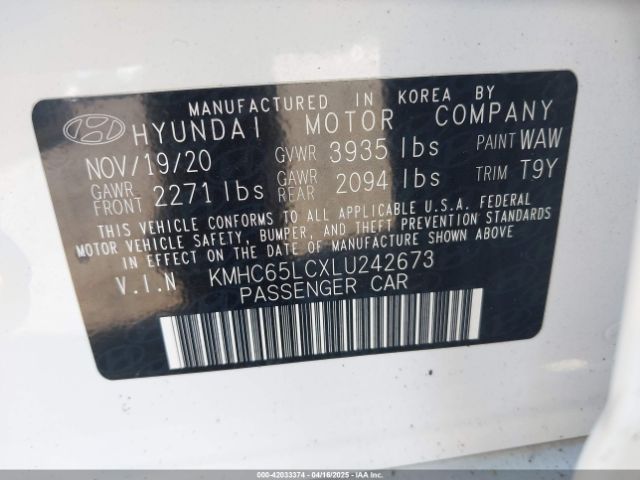 MANUFACTURED IN KOREA BY
HYUNDAI MOTOR COMPANY
NOV/19/20 GVWR 3935 lbs PAINT WAW
GAWR FRONT 2271 lbs GAWR REAR 2094 lbs TRIM T9Y
THIS VEHICLE CONFORMS TO ALL APPLICABLE U.S.A. FEDERAL
MOTOR VEHICLE SAFETY, BUMPER, AND THEFT PREVENTION STANDARDS
IN EFFECT ON THE DATE OF MANUFACTURE SHOWN ABOVE.
V.I.N KMHC65LCXLU242673
PASSENGER CAR
000-42033374 - 04/16/2025 - IAAI.COM